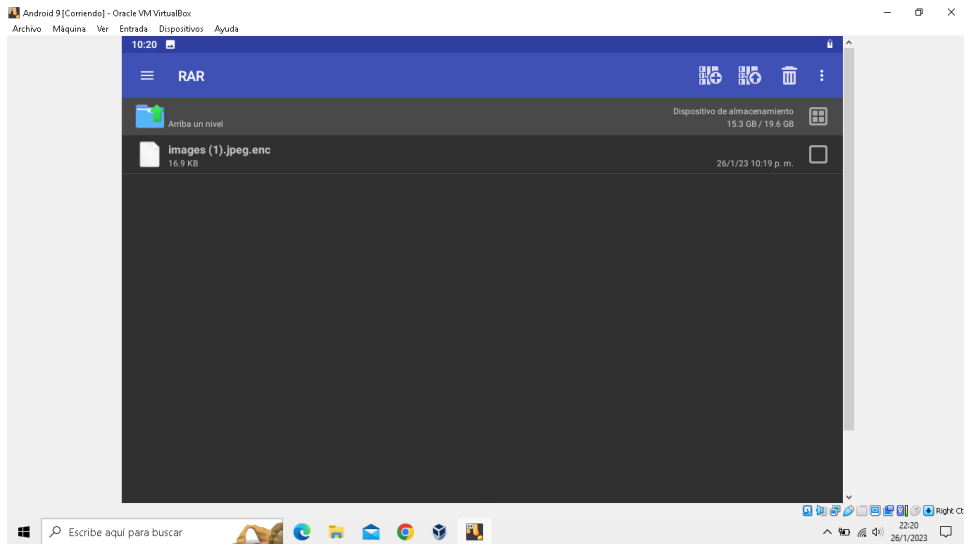 Android 9 [Corriendo] - Oracle VM VirtualBox
Archivo Máquina Ver Entrada Dispositivos Ayuda
10:20
RAR
Arriba un nivel
Dispositivo de almacenamiento
15.3 GB / 19.6 GB
images (1).jpeg.enc
16.9 KB
26/1/23 10:19 p. m.
Right Ct
Escribe aquí para buscar
22:20
26/1/2023